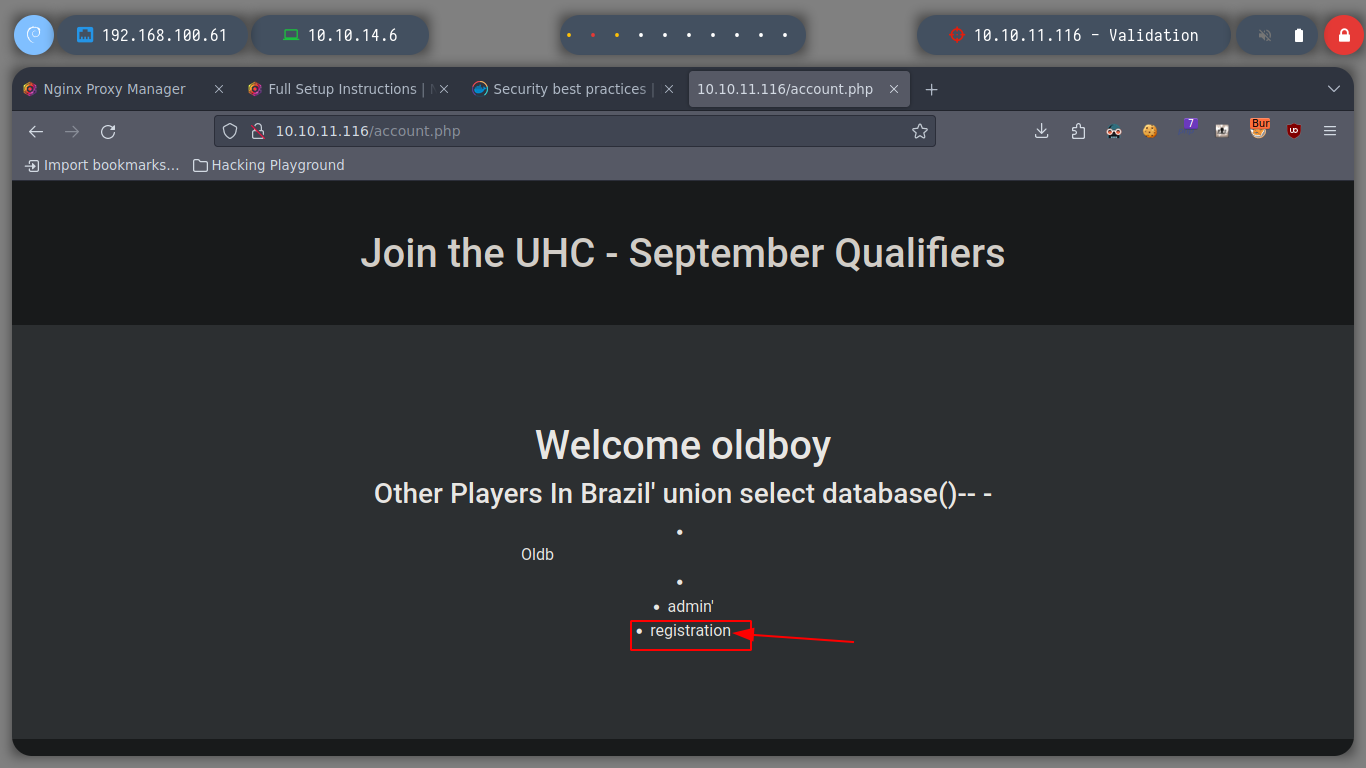 192.168.100.61
10.10.14.6
10.10.11.116 - Validation
Nginx Proxy Manager
Full Setup Instructions |
Security best practices |
10.10.11.116/account.php
10.10.11.116/account.php
7
Bur
Import bookmarks...
Hacking Playground
Join the UHC - September Qualifiers
Welcome oldboy
Other Players In Brazil' union select database()-- -
Oldb
admin'
registration